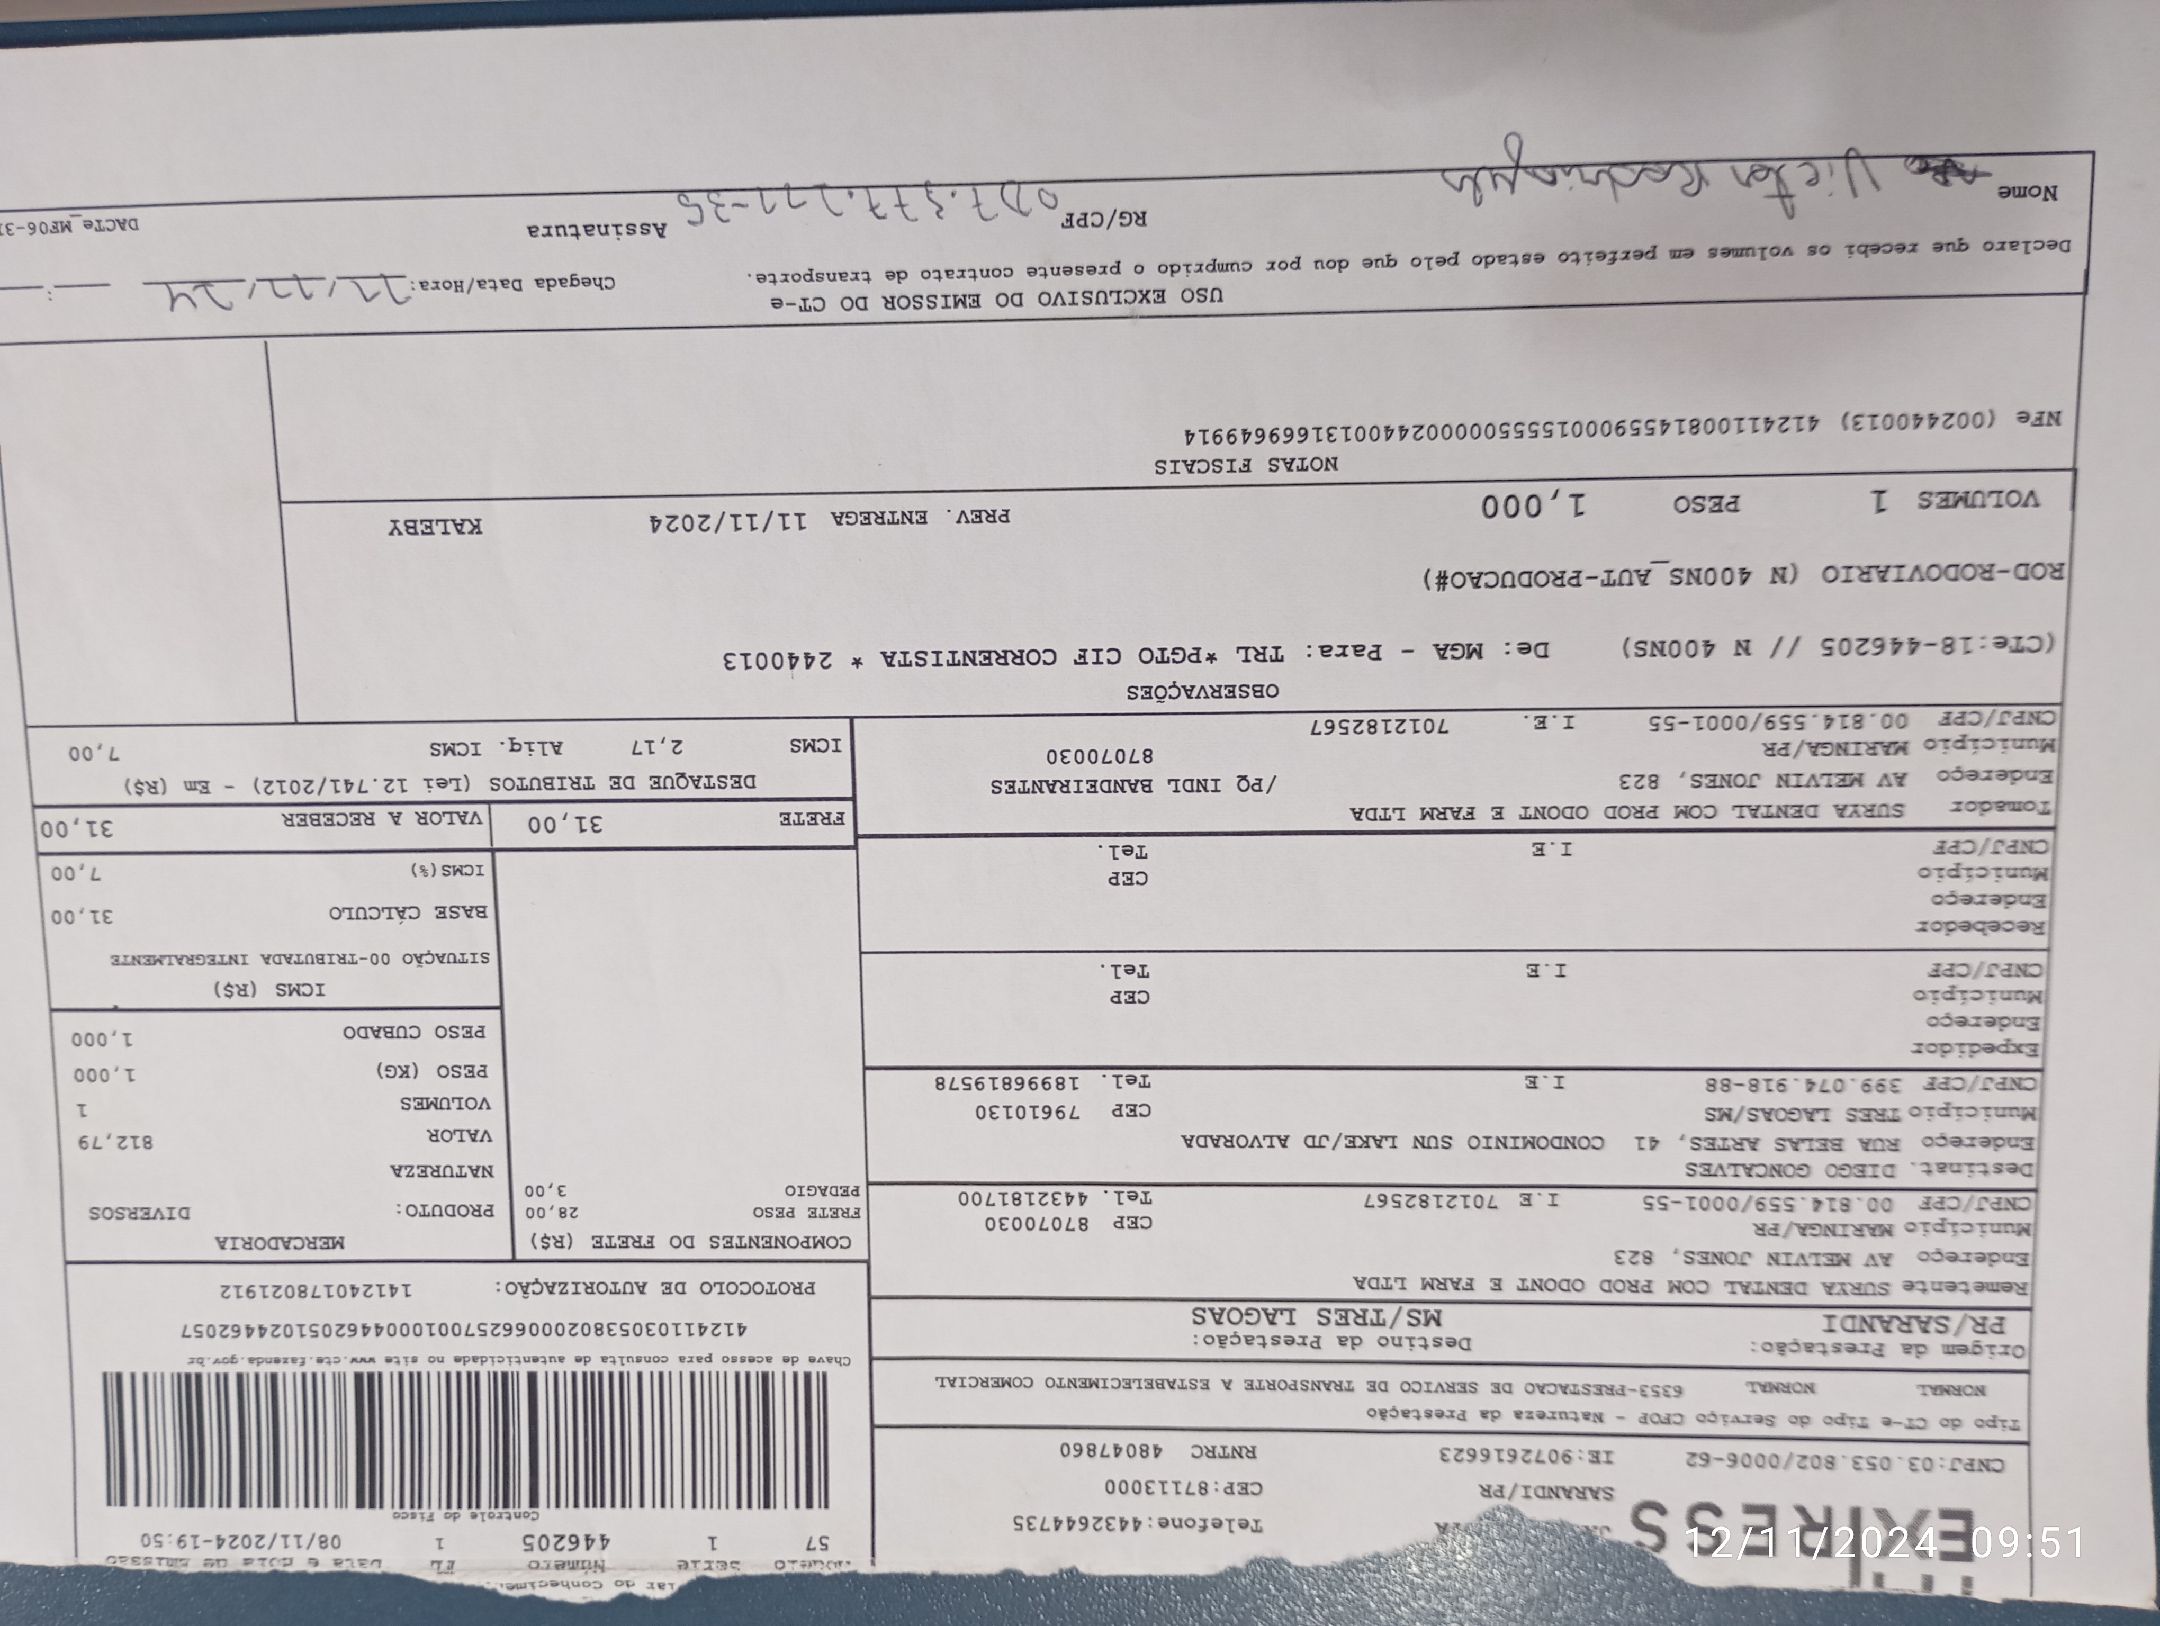 EXPRESS
Telefone:4432644735
SARANDI/PR CEP:87113000
CNPJ:03.053.802/0006-62 IE:9072616623 RNTRC 48047860
Tipo do CT-e Tipo do Serviço CFOP - Natureza da Prestação
NORMAL NORMAL 6353-PRESTACAO DE SERVICO DE TRANSPORTE A ESTABELECIMENTO COMERCIAL
Origem da Prestação: Destino da Prestação:
PR/SARANDI MS/TRES LAGOAS
Modelo Serie Número FL Data e hora de Emissão
57 1 446205 1 08/11/2024-19:50
Controle do Fisco
Chave de acesso para consulta de autenticidade no site www.cte.fazenda.gov.br
41241103053802000662570010004462051024462057
PROTOCOLO DE AUTORIZAÇÃO: 141240178021912
Remetente SURYA DENTAL COM PROD ODONT E FARM LTDA
Endereço AV MELVIN JONES, 823
Município MARINGA/PR CEP 87070030
CNPJ/CPF 00.814.559/0001-55 I.E 7012182567 Tel. 4432181700
Destinat. DIEGO GONCALVES
Endereço RUA BELAS ARTES, 41 CONDOMINIO SUN LAKE/JD ALVORADA
Município TRES LAGOAS/MS CEP 79610130
CNPJ/CPF 399.074.918-88 I.E Tel. 18996819578
Expedidor
Endereço
Município CEP
CNPJ/CPF I.E Tel.
Recebedor
Endereço
Município CEP
CNPJ/CPF I.E Tel.
Tomador SURYA DENTAL COM PROD ODONT E FARM LTDA
Endereço AV MELVIN JONES, 823 /PQ INDL BANDEIRANTES
Município MARINGA/PR 87070030
CNPJ/CPF 00.814.559/0001-55 I.E. 7012182567
COMPONENTES DO FRETE (R$)
FRETE PESO 28,00
PEDAGIO 3,00
MERCADORIA
PRODUTO: DIVERSOS
NATUREZA
VALOR 812,79
VOLUMES 1
PESO (KG) 1,000
PESO CUBADO 1,000
ICMS (R$)
SITUAÇÃO 00-TRIBUTADA INTEGRALMENTE
BASE CÁLCULO 31,00
ICMS(%) 7,00
FRETE 31,00 VALOR A RECEBER 31,00
DESTAQUE DE TRIBUTOS (Lei 12.741/2012) - Em (R$)
ICMS 2,17 Aliq. ICMS 7,00
OBSERVAÇÕES
(CTe:18-446205 // N 400NS) De: MGA - Para: TRL *PGTO CIF CORRENTISTA * 2440013
ROD-RODOVIARIO (N 400NS_AUT-PRODUCAO#)
VOLUMES 1 PESO 1,000 PREV. ENTREGA 11/11/2024 KALEBY
NOTAS FISCAIS
NFe (002440013) 41241100814559000155550000024400131669649914
USO EXCLUSIVO DO EMISSOR DO CT-e
Declaro que recebi os volumes em perfeito estado pelo que dou por cumprido o presente contrato de transporte.
Chegada Data/Hora: 11/11/24 __:__
Nome Victor Rodrigues RG/CPF Assinatura
DACTe_MF06-31
12/11/2024 09:51